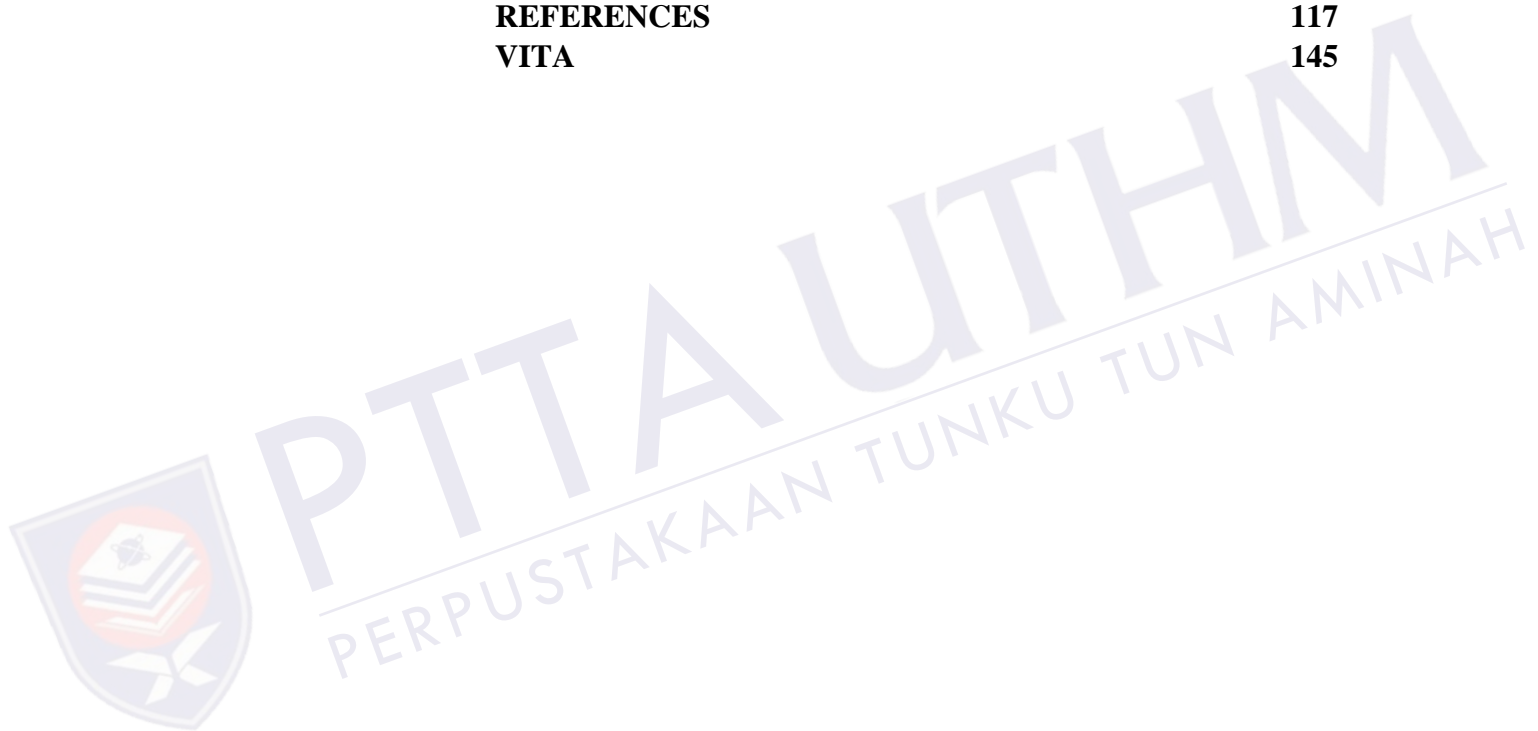 REFERENCES 117
VITA 145
PTTA UTHM
PERPUSTAKAAN TUNKU TUN AMINAH